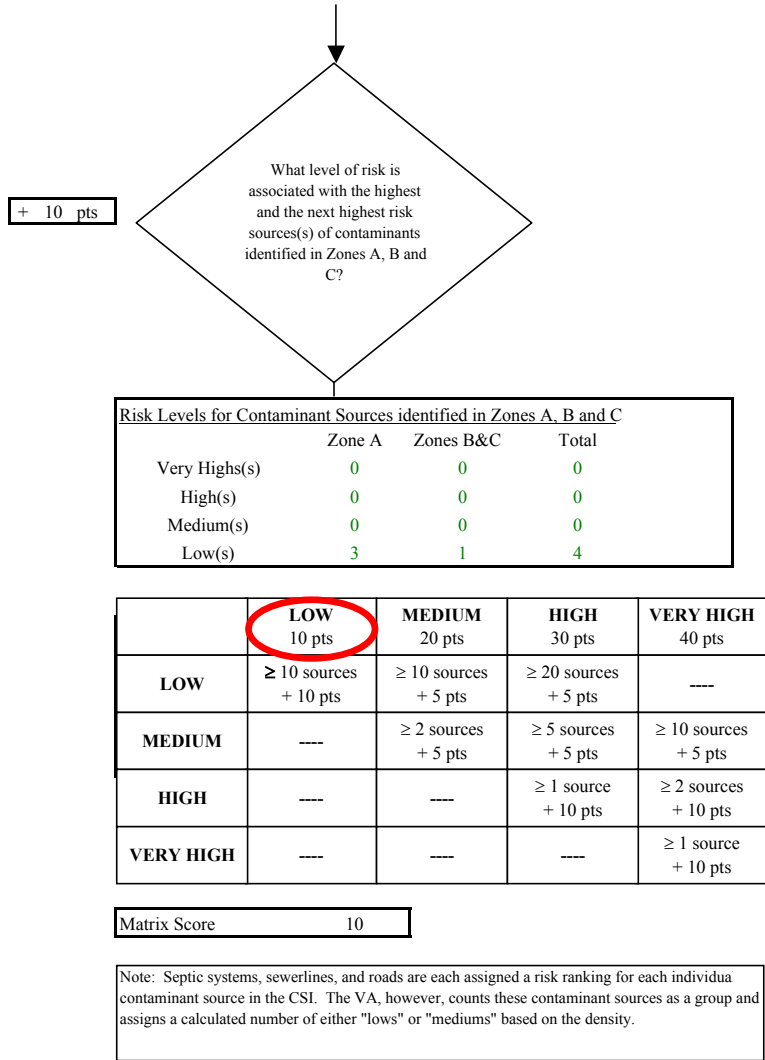 What level of risk is
associated with the highest
and the next highest risk
sources(s) of contaminants
identified in Zones A, B and
C?
+ 10 pts
Risk Levels for Contaminant Sources identified in Zones A, B and C
Zone A Zones B&C Total
Very Highs(s) 0 0 0
High(s) 0 0 0
Medium(s) 0 0 0
Low(s) 3 1 4
LOW MEDIUM HIGH VERY HIGH
10 pts 20 pts 30 pts 40 pts
LOW ≥ 10 sources ≥ 10 sources ≥ 20 sources ----
+ 10 pts + 5 pts + 5 pts
MEDIUM ---- ≥ 2 sources ≥ 5 sources ≥ 10 sources
+ 5 pts + 5 pts + 5 pts
HIGH ---- ---- ≥ 1 source ≥ 2 sources
+ 10 pts + 10 pts
VERY HIGH ---- ---- ---- ≥ 1 source
+ 10 pts
Matrix Score 10
Note: Septic systems, sewerlines, and roads are each assigned a risk ranking for each individua
contaminant source in the CSI. The VA, however, counts these contaminant sources as a group and
assigns a calculated number of either "lows" or "mediums" based on the density.